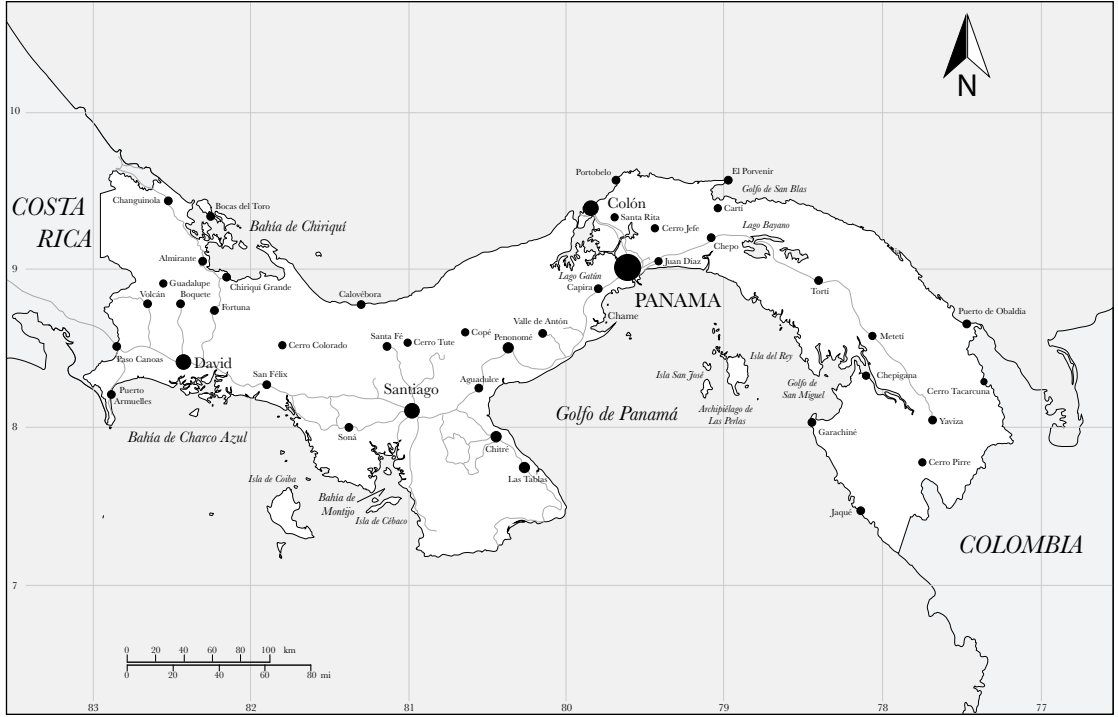 N
10
Portobelo
El Porvenir
Golfo de San Blas
Changuinola
COSTA
RICA
Bocas del Toro
Bahía de Chiriquí
Colón
Santa Rita
Cartí
Cerro Jefe
Lago Bayano
Chepo
Almirante
9
Lago Gatún
Juan Díaz
Guadalupe
Chiriquí Grande
Capira
Tortí
Volcán
Boquete
Calovébora
PANAMA
Fortuna
Chame
Puerto de Obaldía
Valle de Antón
Copé
Santa Fé
Cerro Tute
Penonomé
Metetí
Cerro Colorado
Paso Canoas
David
Isla del Rey
San Félix
Isla San José
Chepigana
Aguadulce
Golfo de
San Miguel
Puerto
Armuelles
Santiago
Cerro Tacarcuna
Archipiélago de
Las Perlas
Golfo de Panamá
8
Bahía de Charco Azul
Soná
Garachiné
Yaviza
Chitré
Cerro Pirre
Isla de Coiba
Las Tablas
Bahía de
Montijo
Isla de Cébaco
Jaqué
COLOMBIA
7
0 20 40 60 80 100 km
0 20 40 60 80 mi
83 82 81 80 79 78 77